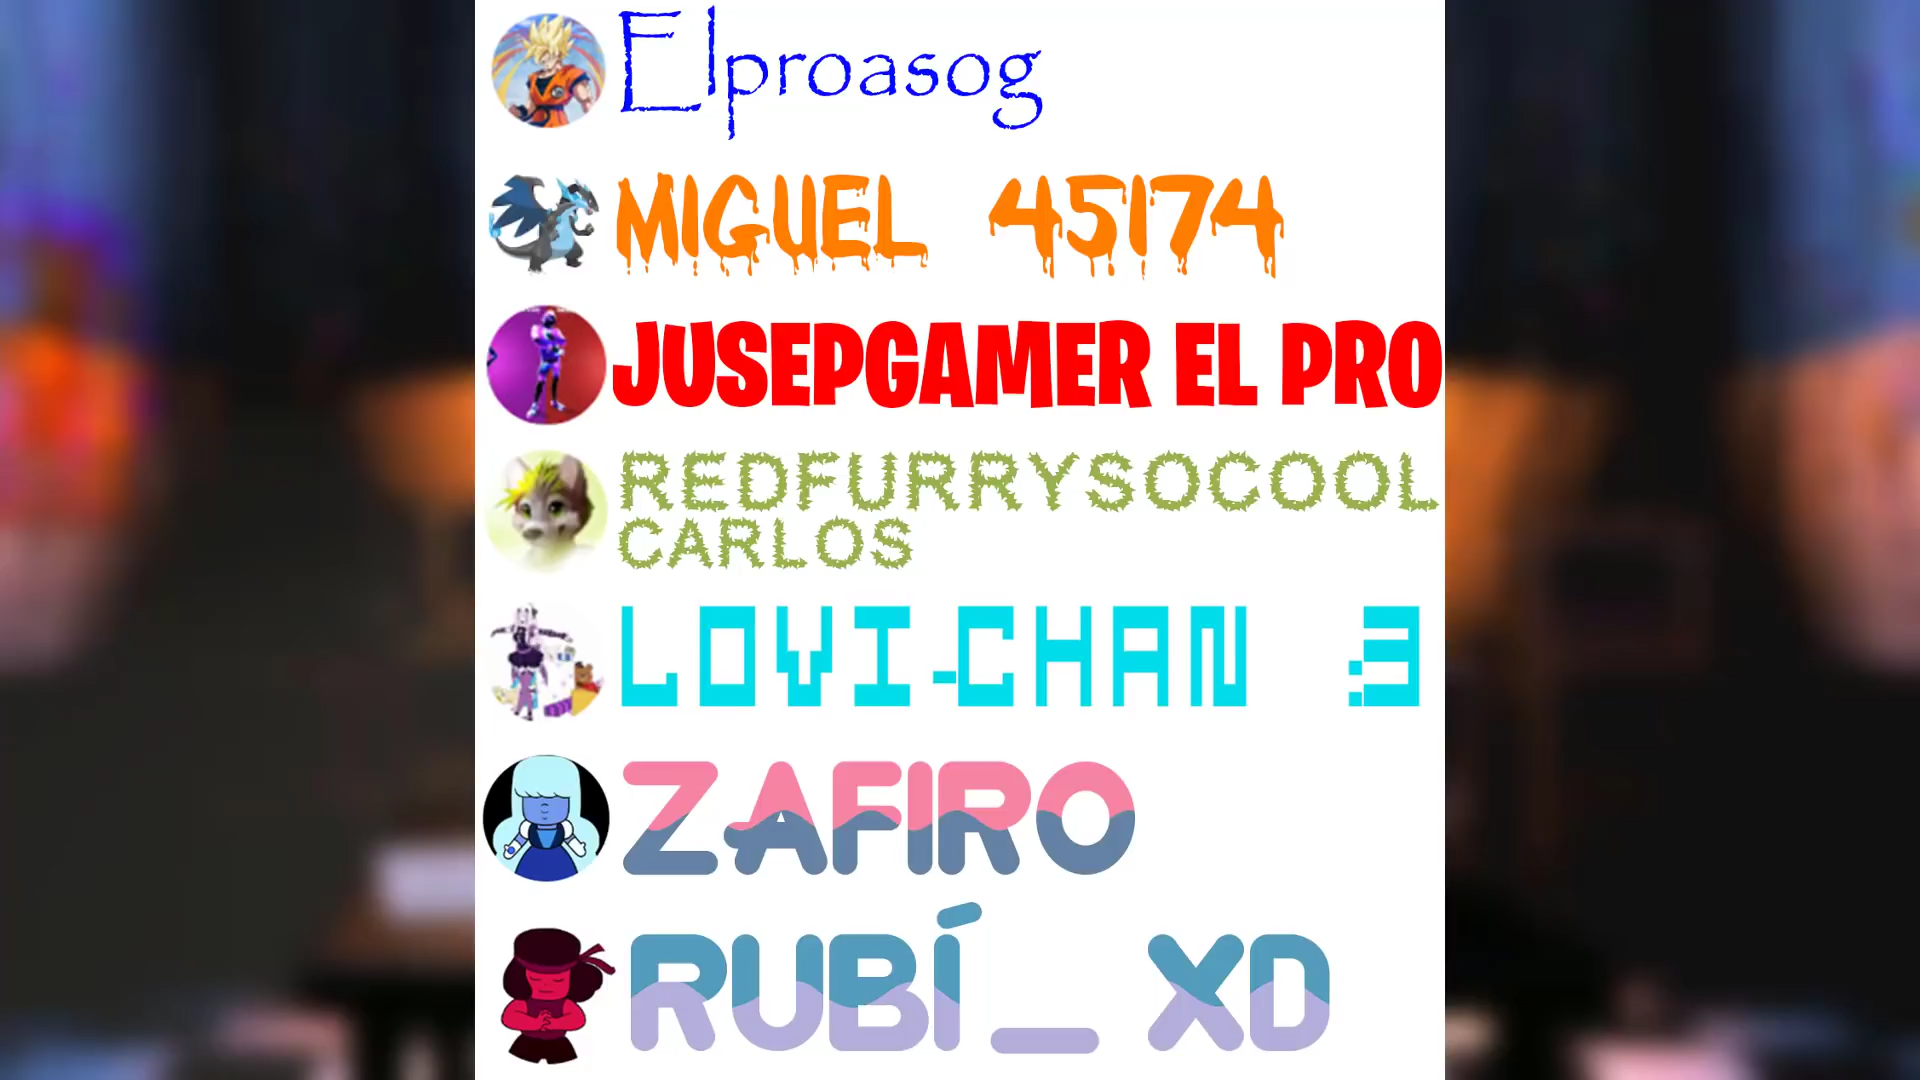 Elproasog
MIGUEL 45174
JUSEPGAMER EL PRO
REDFURRYSOCOOL
CARLOS
LOVI-CHAN :3
ZAFIRO
RUBÍ_ XD